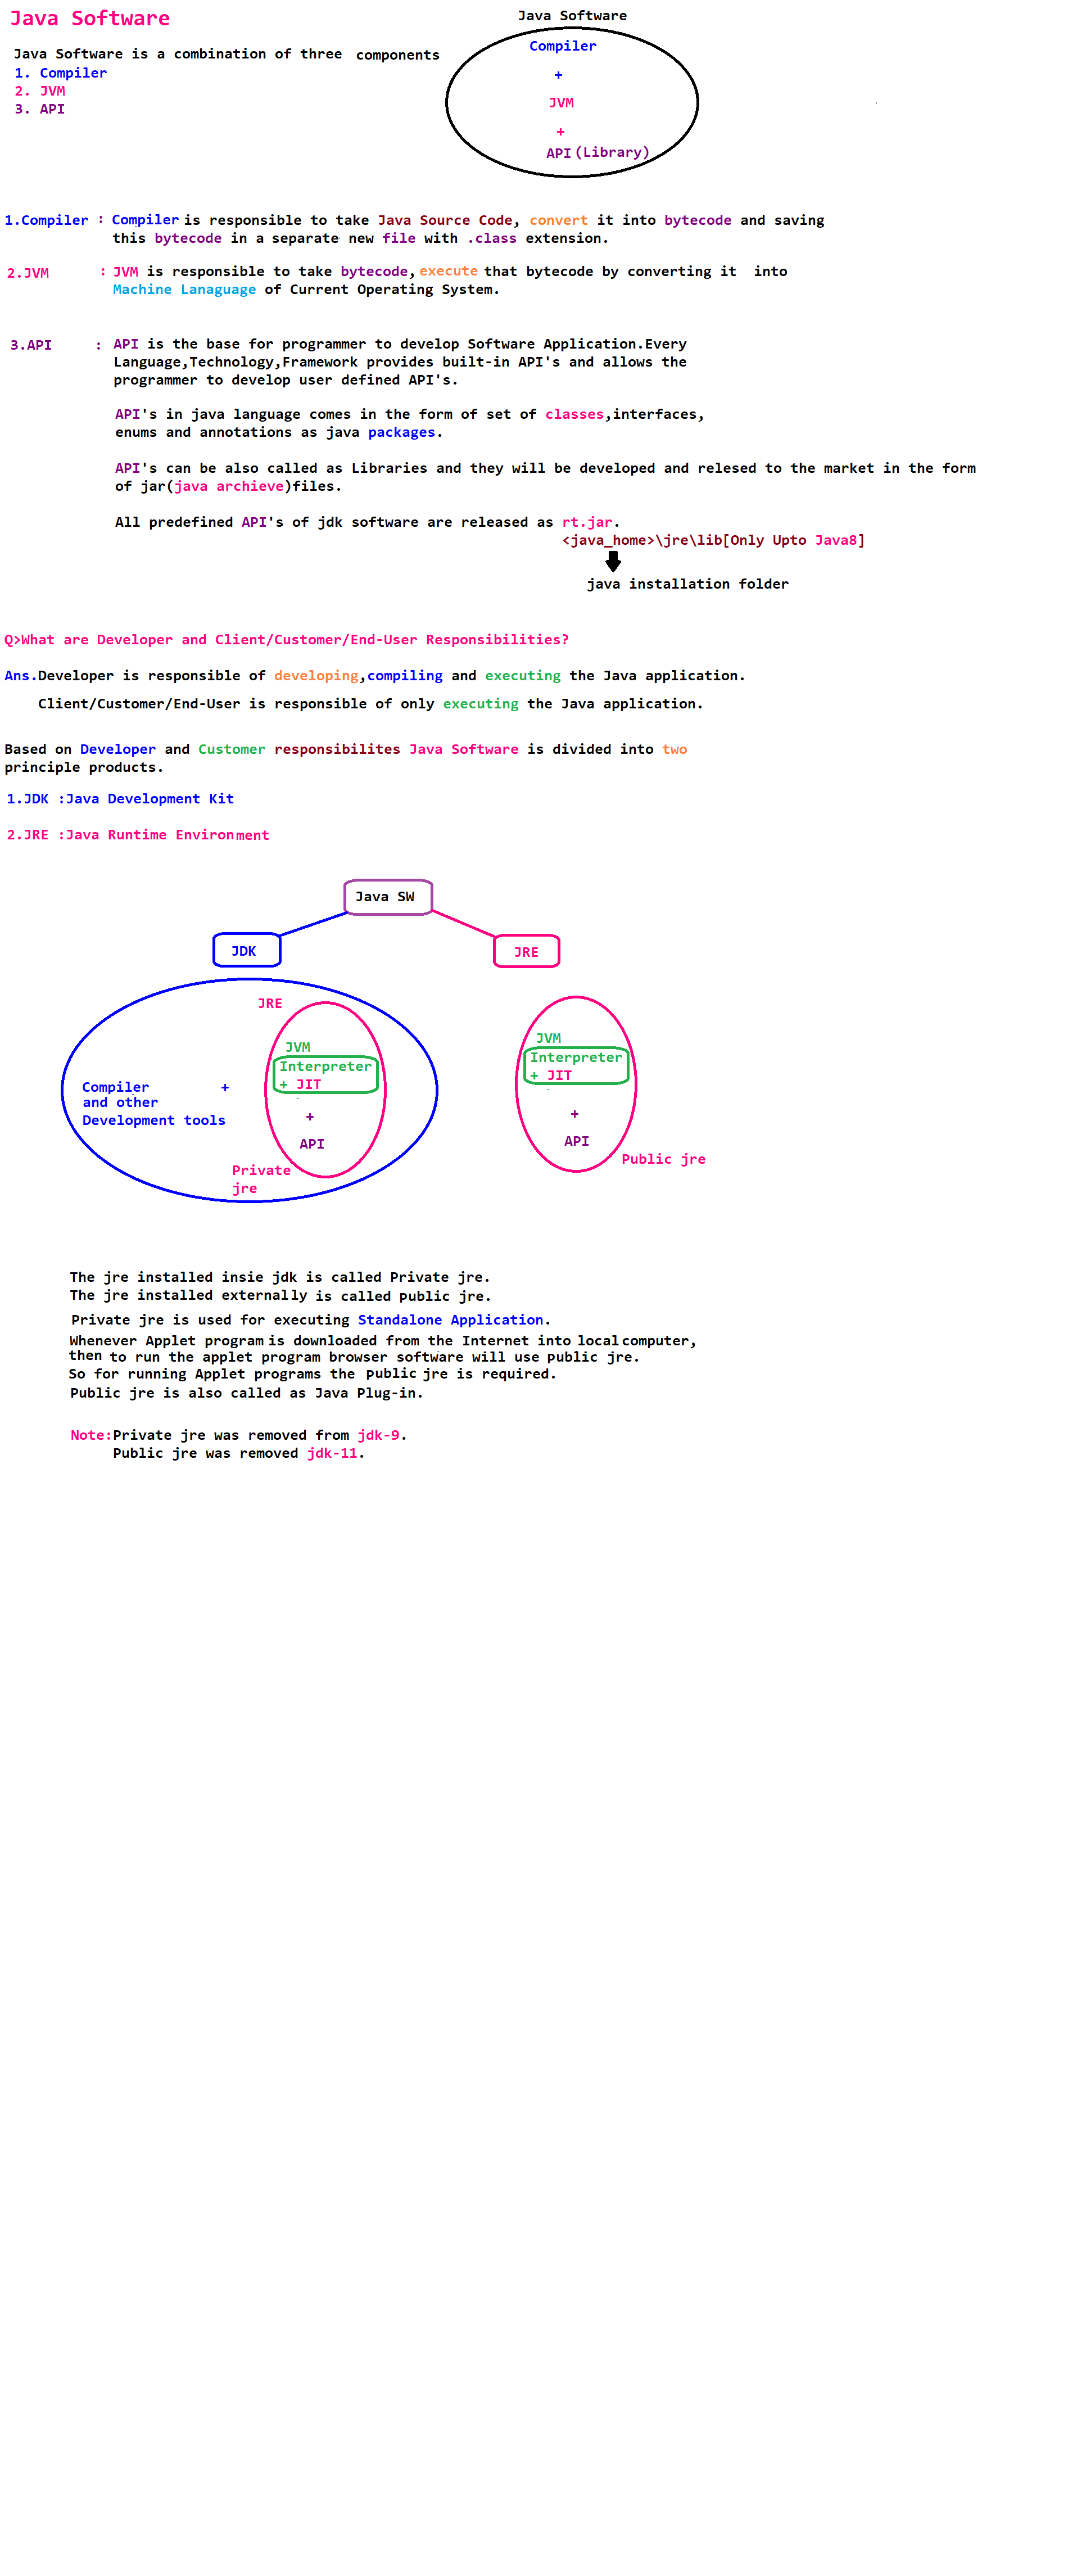 Java Software
Java Software is a combination of three components
1. Compiler
2. JVM
3. API
Java Software
Compiler
+
JVM
+
API (Library)
1.Compiler : Compiler is responsible to take Java Source Code, convert it into bytecode and saving
this bytecode in a separate new file with .class extension.
2.JVM : JVM is responsible to take bytecode, execute that bytecode by converting it into
Machine Lanaguage of Current Operating System.
3.API : API is the base for programmer to develop Software Application.Every
Language,Technology,Framework provides built-in API's and allows the
programmer to develop user defined API's.
API's in java language comes in the form of set of classes,interfaces,
enums and annotations as java packages.
API's can be also called as Libraries and they will be developed and relesed to the market in the form
of jar(java archieve)files.
All predefined API's of jdk software are released as rt.jar.
<java_home>\jre\lib[Only Upto Java8]
java installation folder
Q>What are Developer and Client/Customer/End-User Responsibilities?
Ans.Developer is responsible of developing,compiling and executing the Java application.
Client/Customer/End-User is responsible of only executing the Java application.
Based on Developer and Customer responsibilites Java Software is divided into two
principle products.
1.JDK :Java Development Kit
2.JRE :Java Runtime Environment
Java SW
JDK
JRE
JRE
JVM
Interpreter
+ JIT
+
API
Compiler +
and other
Development tools
Private
jre
JVM
Interpreter
+ JIT
+
API
Public jre
The jre installed insie jdk is called Private jre.
The jre installed externally is called public jre.
Private jre is used for executing Standalone Application.
Whenever Applet program is downloaded from the Internet into local computer,
then to run the applet program browser software will use public jre.
So for running Applet programs the public jre is required.
Public jre is also called as Java Plug-in.
Note:Private jre was removed from jdk-9.
Public jre was removed jdk-11.